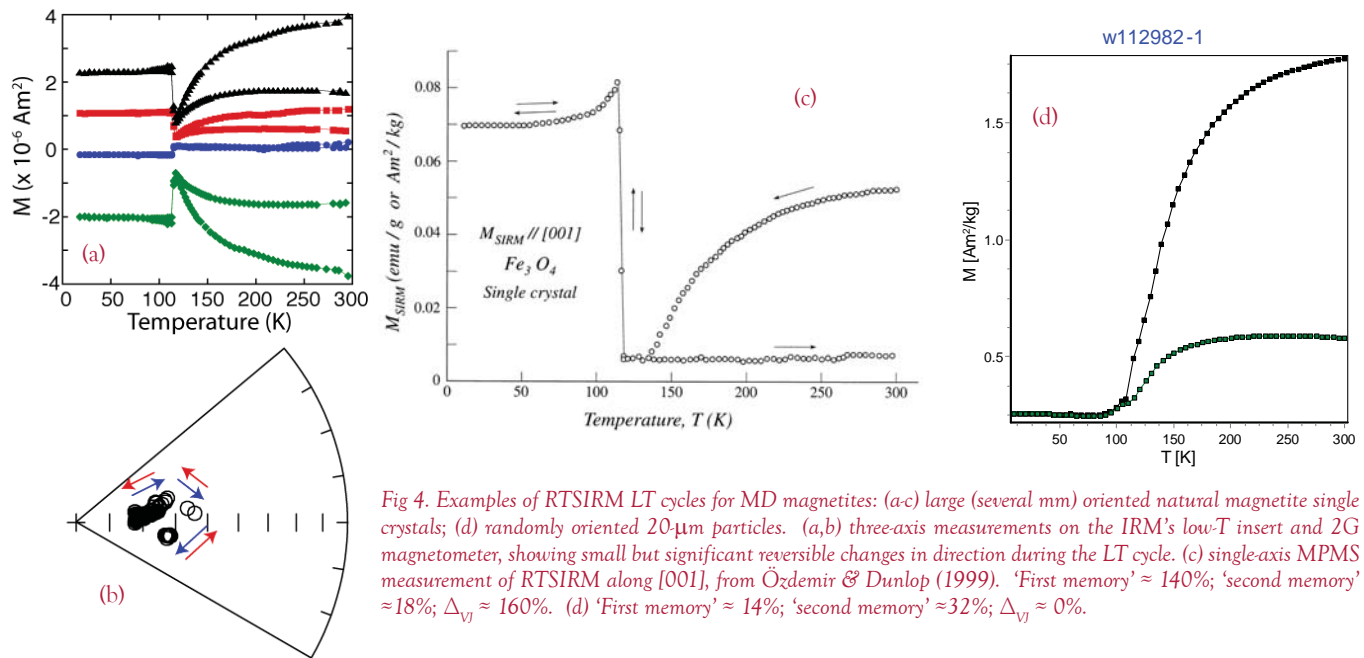 4
2
0
-2
-4
M (x 10⁻⁶ Am²)
(a)
0 50 100 150 200 250 300
Temperature (K)
(b)
0.08
0.06
0.04
0.02
0
M_SIRM (emu / g or Am² / kg)
(c)
M_SIRM // [001]
Fe₃ O₄
Single crystal
0 50 100 150 200 250 300
Temperature, T (K)
w112982-1
(d)
1.5
1.0
0.5
M [Am²/kg]
50 100 150 200 250 300
T [K]
Fig 4. Examples of RTSIRM LT cycles for MD magnetites: (a-c) large (several mm) oriented natural magnetite single
crystals; (d) randomly oriented 20-μm particles. (a,b) three-axis measurements on the IRM's low-T insert and 2G
magnetometer, showing small but significant reversible changes in direction during the LT cycle. (c) single-axis MPMS
measurement of RTSIRM along [001], from Özdemir & Dunlop (1999). 'First memory' ≈ 140%; 'second memory'
≈18%; Δ_VJ ≈ 160%. (d) 'First memory' ≈ 14%; 'second memory' ≈32%; Δ_VJ ≈ 0%.